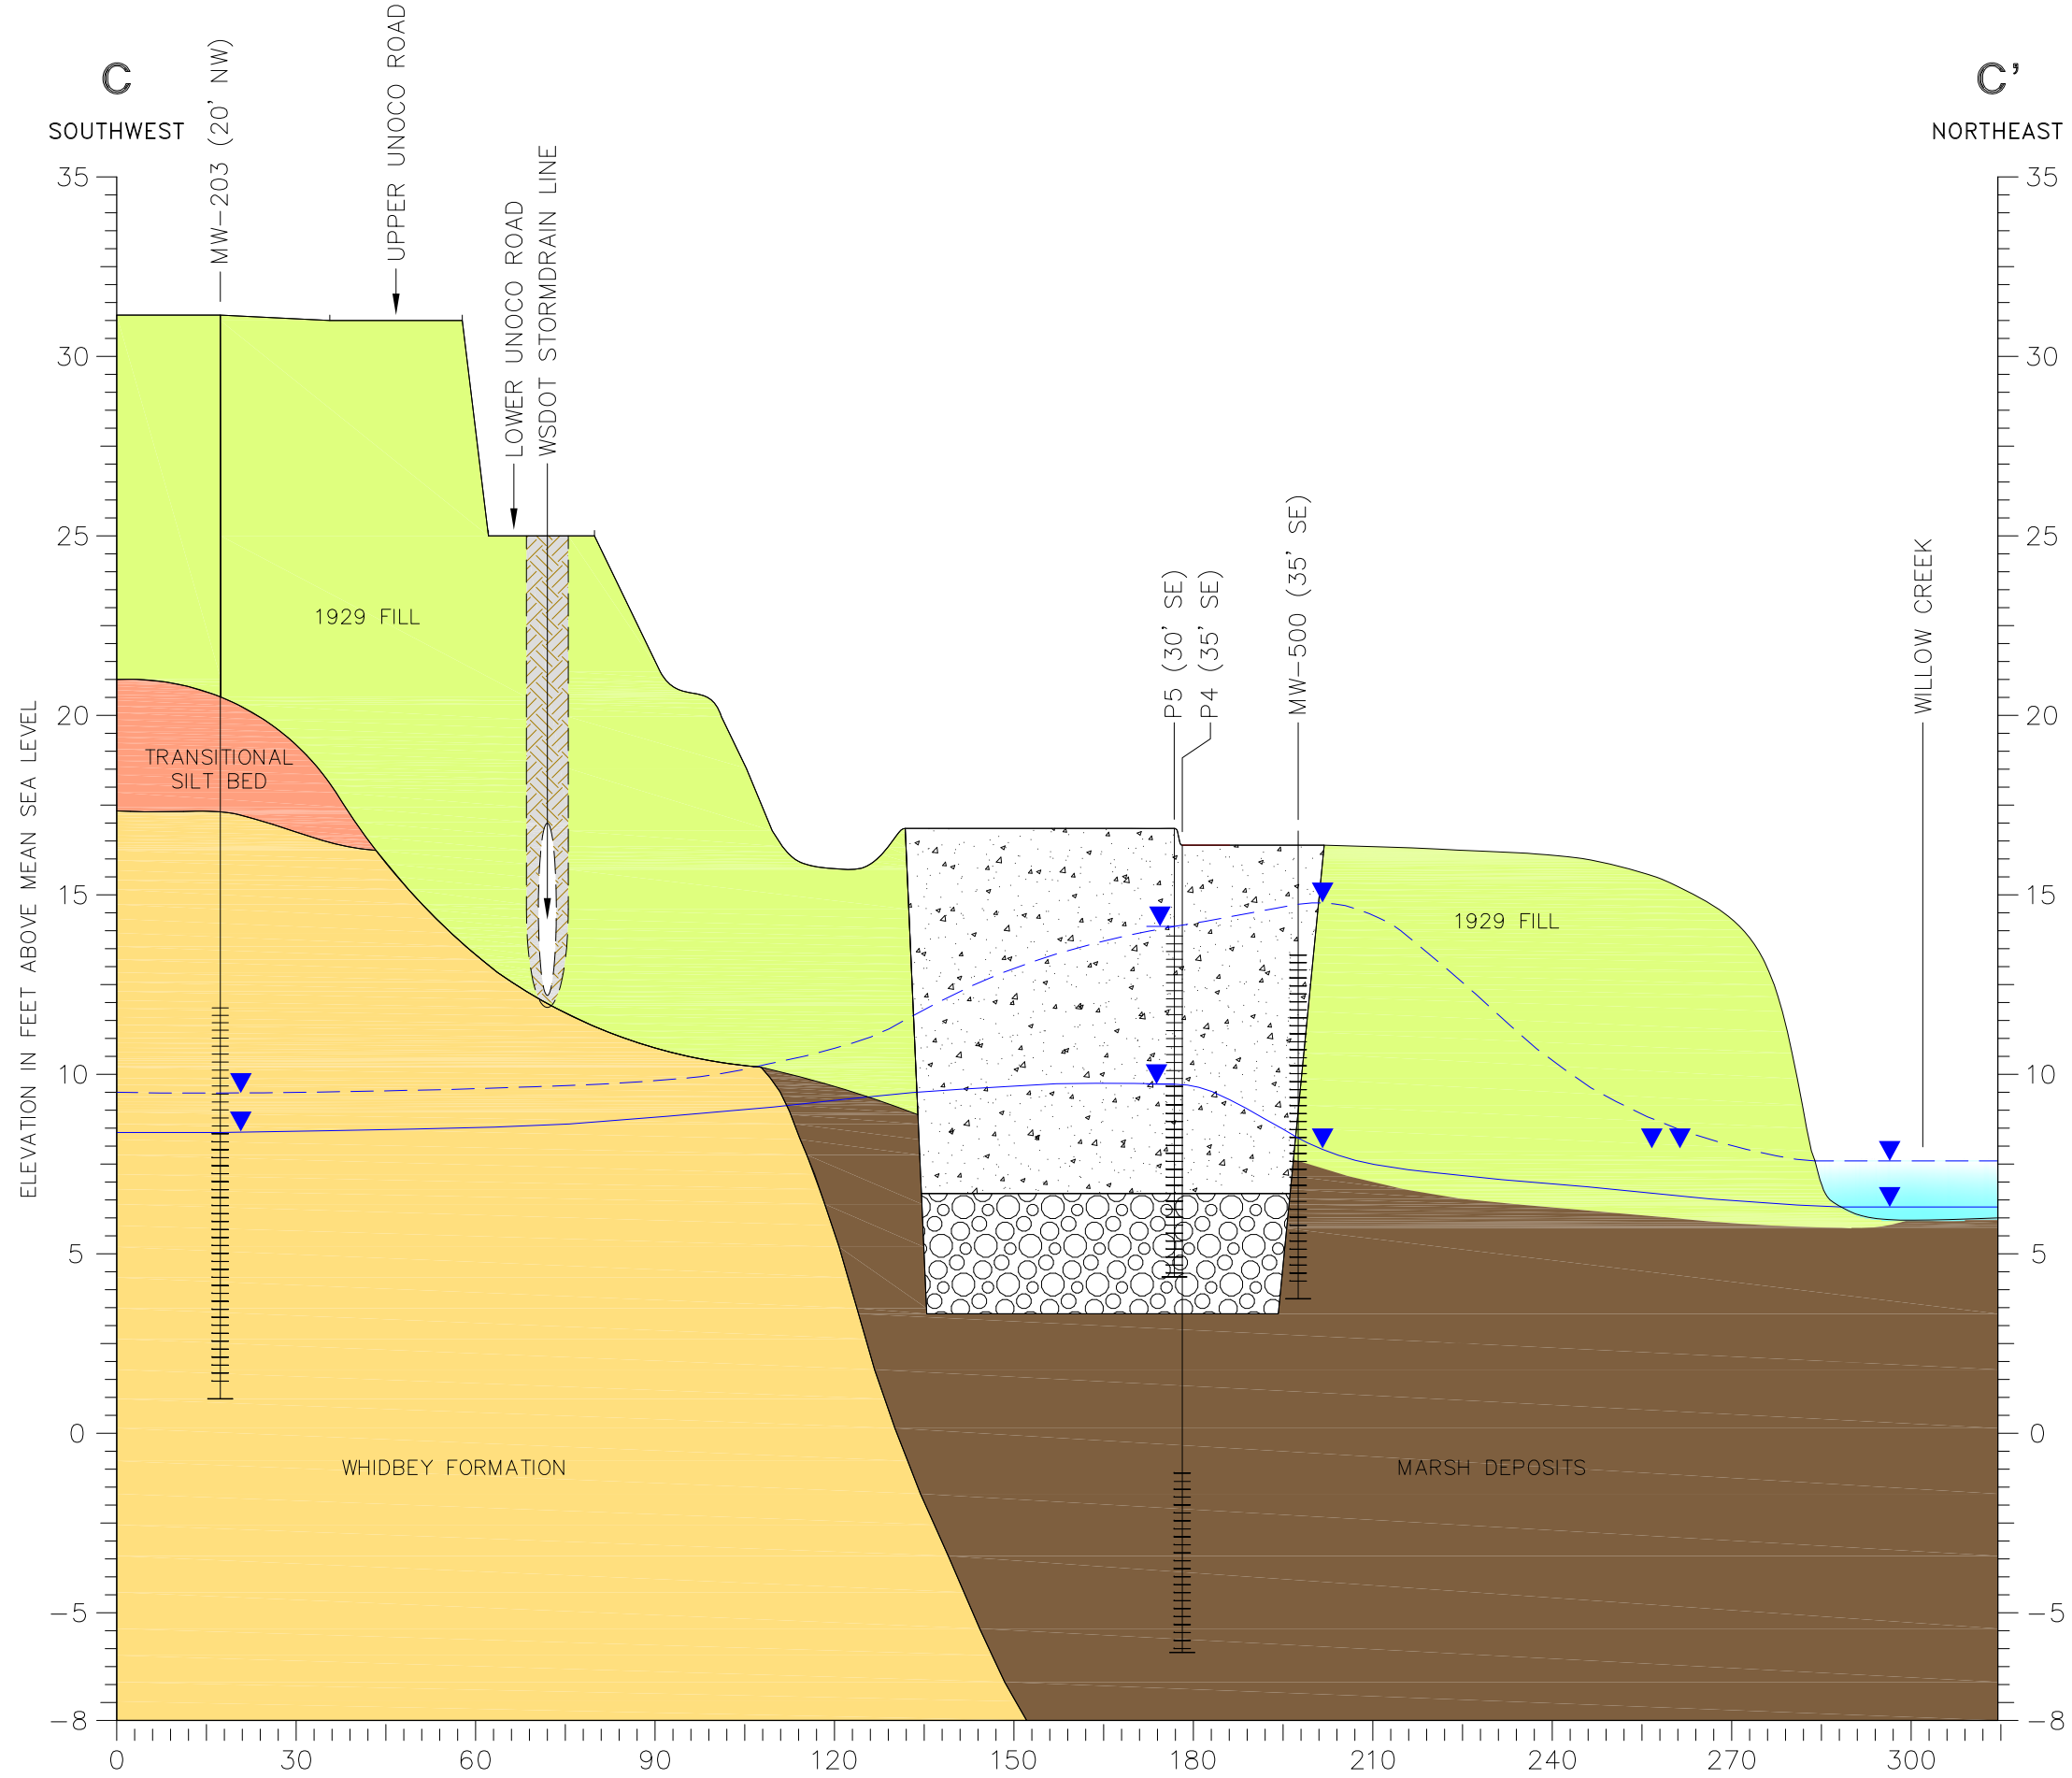 C
C'
SOUTHWEST
NORTHEAST
MW-203 (20' NW)
UPPER UNOCO ROAD
LOWER UNOCO ROAD
WSDOT STORMDRAIN LINE
P5 (30' SE)
P4 (35' SE)
MW-500 (35' SE)
WILLOW CREEK
ELEVATION IN FEET ABOVE MEAN SEA LEVEL
35
30
25
20
15
10
5
0
-5
-8
1929 FILL
TRANSITIONAL
SILT BED
1929 FILL
WHIDBEY FORMATION
MARSH DEPOSITS
35
30
25
20
15
10
5
0
-5
-8
0 30 60 90 120 150 180 210 240 270 300